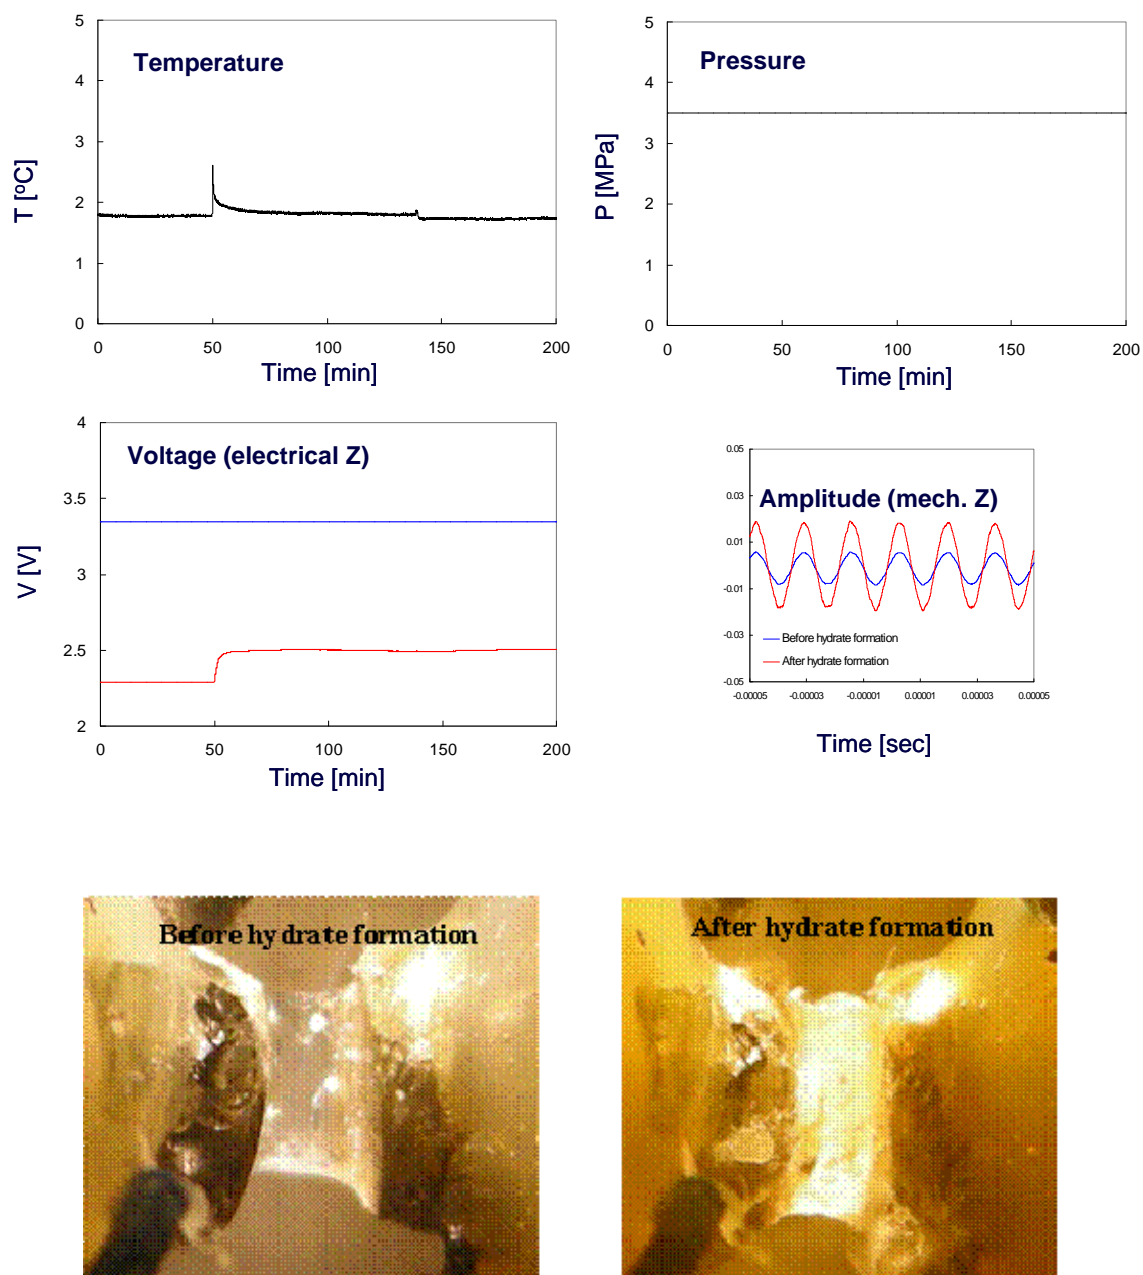 Temperature
T [ºC]
5
4
3
2
1
0
0 50 100 150 200
Time [min]
Pressure
P [MPa]
5
4
3
2
1
0
0 50 100 150 200
Time [min]
Voltage (electrical Z)
V [V]
4
3.5
3
2.5
2
0 50 100 150 200
Time [min]
Amplitude (mech. Z)
0.05
0.03
0.01
-0.01
-0.03
-0.05
Before hydrate formation
After hydrate formation
-0.00005 -0.00003 -0.00001 0.00001 0.00003 0.00005
Time [sec]
Before hydrate formation
After hydrate formation